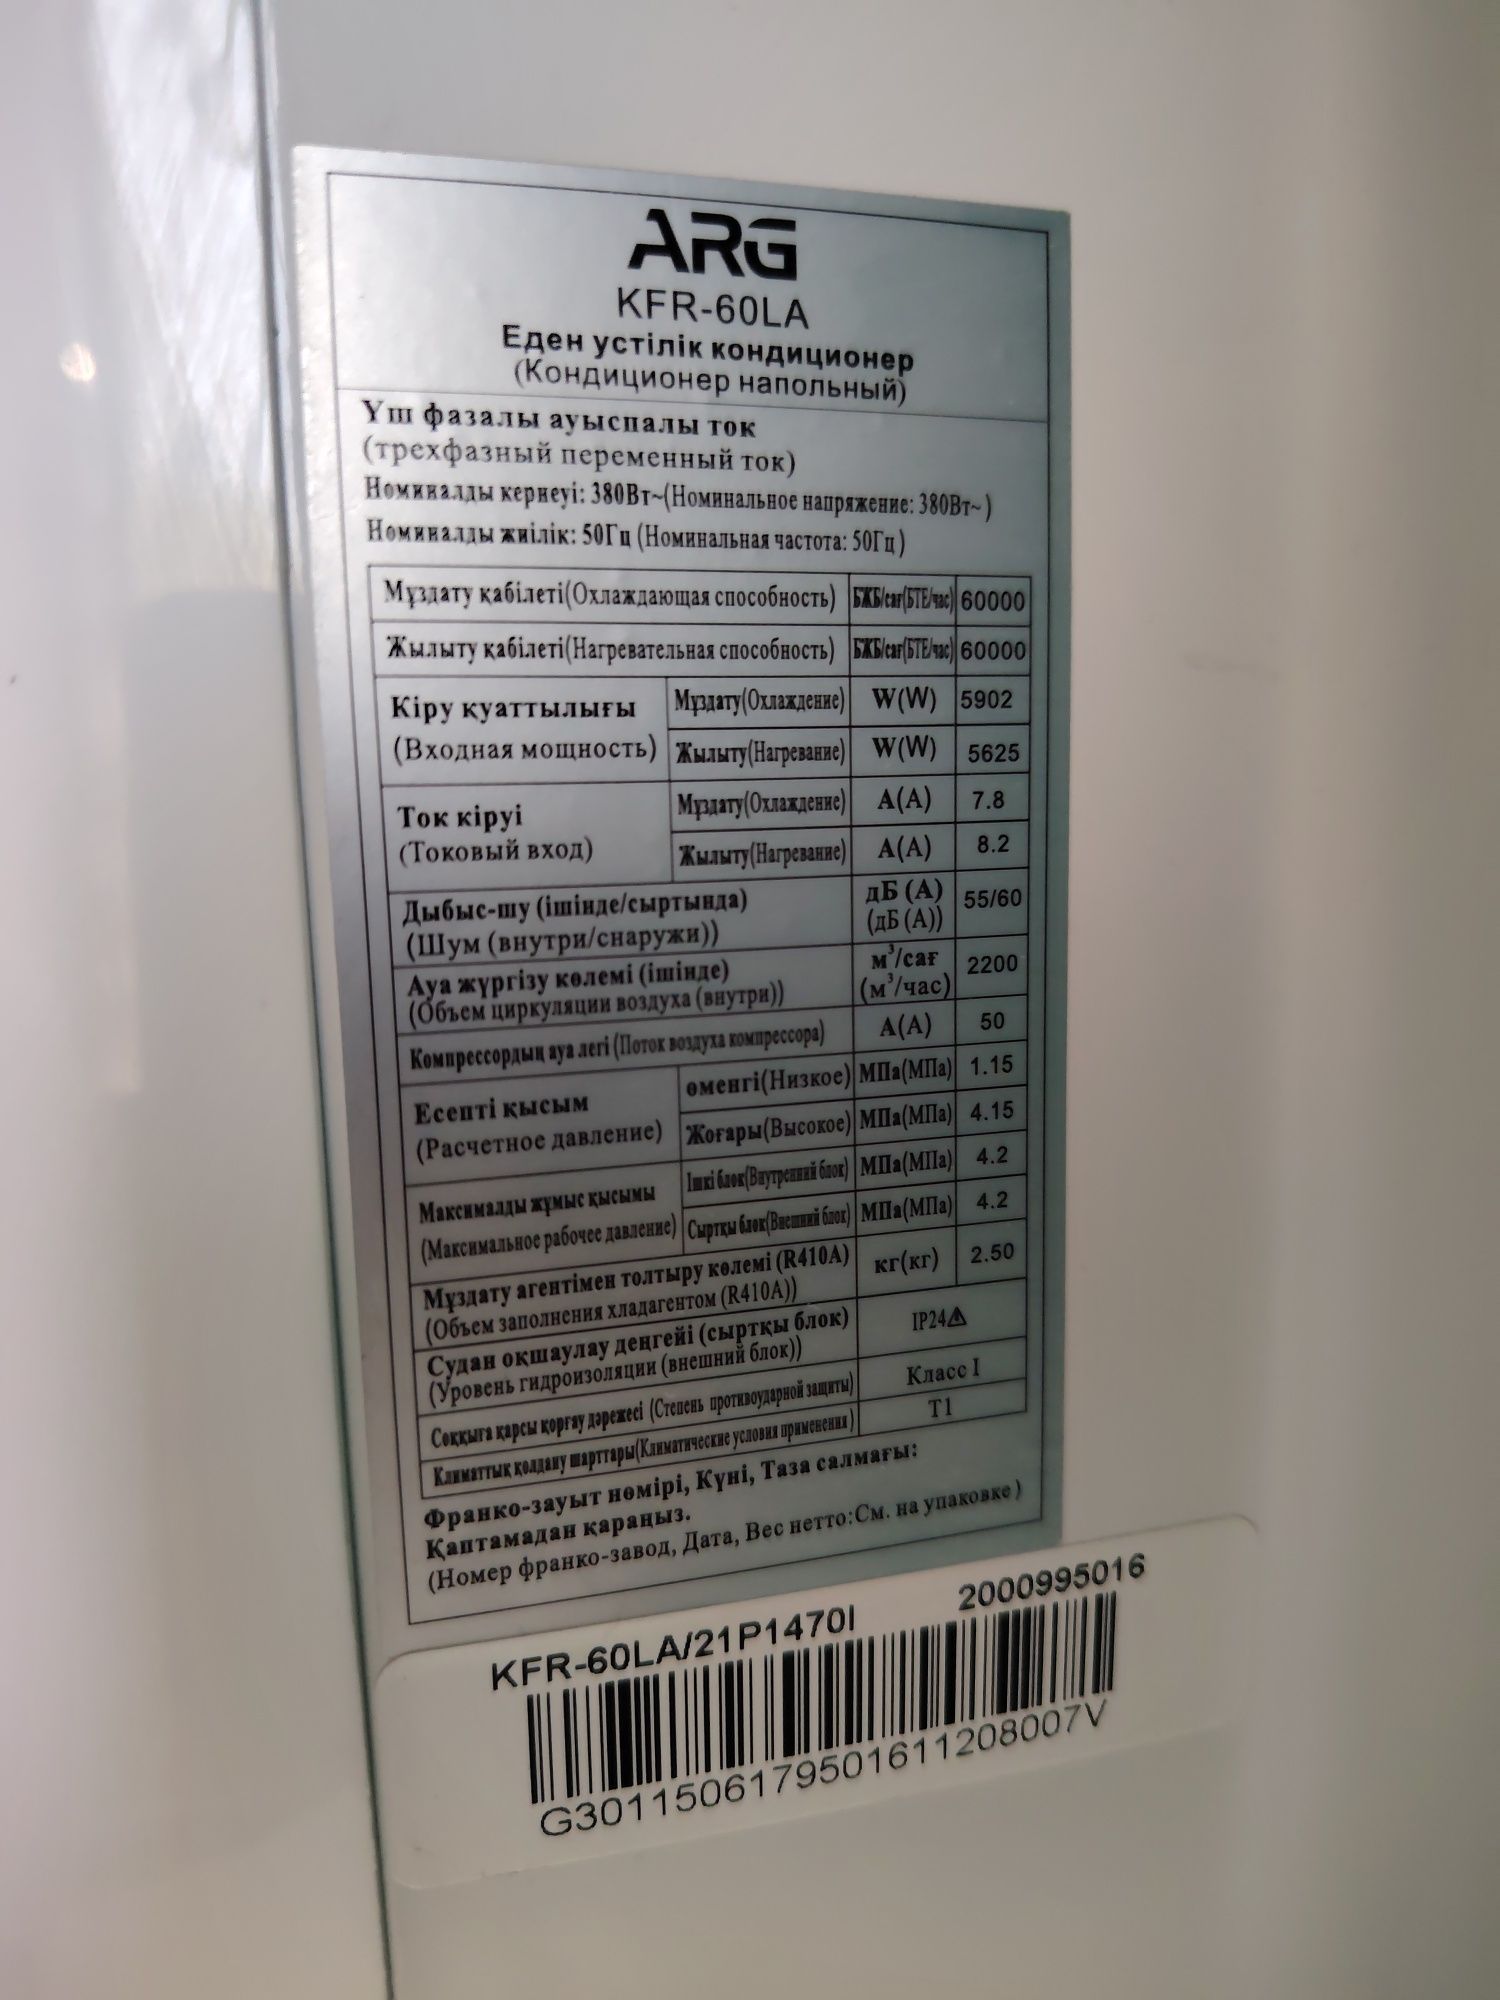 ARG
KFR-60LA
Еден устілік кондиционер
(Кондиционер напольный)
Үш фазалы ауыспалы ток
(трехфазный переменный ток)
Номиналды кернеуі: 380Вт~(Номинальное напряжение: 380Вт~)
Номиналды жиілік: 50Гц (Номинальная частота: 50Гц)
Мұздату қабілеті(Охлаждающая способность) БЖБ/сағ(БТЕ/час) 60000
Жылыту қабілеті(Нагревательная способность) БЖБ/сағ(БТЕ/час) 60000
Кіру қуаттылығы
(Входная мощность)
Мұздату(Охлаждение) W(W) 5902
Жылыту(Нагревание) W(W) 5625
Ток кіруі
(Токовый вход)
Мұздату(Охлаждение) А(А) 7.8
Жылыту(Нагревание) А(А) 8.2
Дыбыс-шу (ішінде/сыртында)
(Шум (внутри/снаружи))
дБ (А)
(дБ (А))
55/60
Ауа жүргізу көлемі (ішінде)
(Объем циркуляции воздуха (внутри))
м³/сағ
(м³/час)
2200
Компрессордың ауа легі (Поток воздуха компрессора) А(А) 50
Есепті қысым
(Расчетное давление)
өменгі(Низкое) МПа(МПа) 1.15
Жоғары(Высокое) МПа(МПа) 4.15
Максималды жұмыс қысымы
(Максимальное рабочее давление)
Ішкі блок(Внутренний блок) МПа(МПа) 4.2
Сыртқы блок(Внешний блок) МПа(МПа) 4.2
Мұздату агентімен толтыру көлемі (R410A)
(Объем заполнения хладагентом (R410A))
кг(кг) 2.50
Судан оқшаулау деңгейі (сыртқы блок)
(Уровень гидроизоляции (внешний блок))
IP24
Соққыға қарсы қорғау дәрежесі (Степень противоударной защиты) Класс I
Климаттық қолдану шарттары(Климатические условия применения) T1
Франко-зауыт нөмірі, Күні, Таза салмағы:
Қаптамадан қараңыз.
(Номер франко-завод, Дата, Вес нетто:См. на упаковке)
KFR-60LA/21P1470I 2000995016
G301150617950161120800​7V